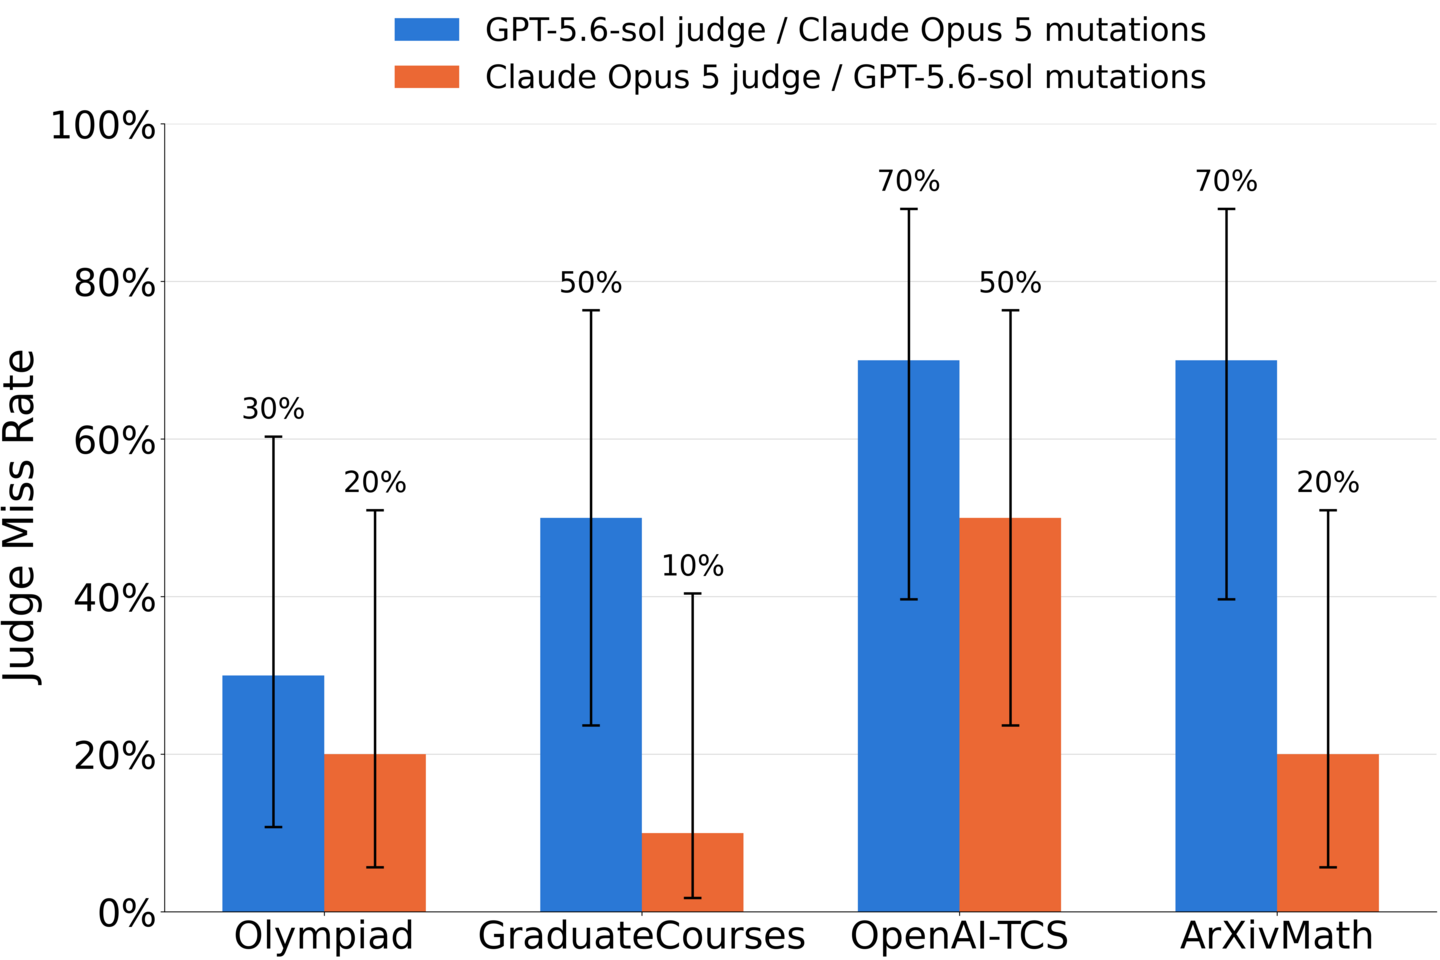 GPT-5.6-sol judge / Claude Opus 5 mutations
Claude Opus 5 judge / GPT-5.6-sol mutations
Judge Miss Rate
100%
80%
60%
40%
20%
0%
30%
20%
50%
10%
70%
50%
70%
20%
Olympiad
GraduateCourses
OpenAI-TCS
ArXivMath